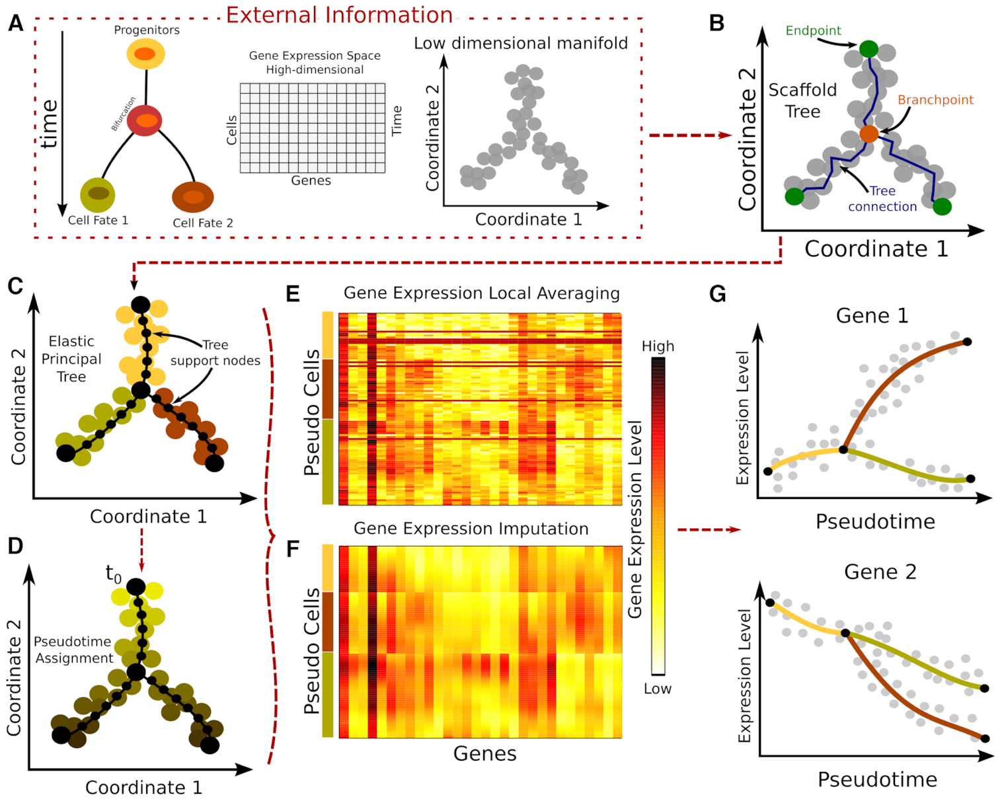 A
External Information
Progenitors
Bifurcation
time
Cell Fate 1
Cell Fate 2
Gene Expression Space
High-dimensional
Cells
Time
Genes
Low dimensional manifold
Coordinate 2
Coordinate 1
B
Endpoint
Scaffold
Tree
Branchpoint
Tree
connection
Coordinate 2
Coordinate 1
C
Elastic
Principal
Tree
Tree
support nodes
Coordinate 2
Coordinate 1
D
t0
Pseudotime
Assignment
Coordinate 2
Coordinate 1
E
Gene Expression Local Averaging
Pseudo Cells
High
Gene Expression Level
Low
F
Gene Expression Imputation
Pseudo Cells
Genes
G
Gene 1
Expression Level
Pseudotime
Gene 2
Expression Level
Pseudotime